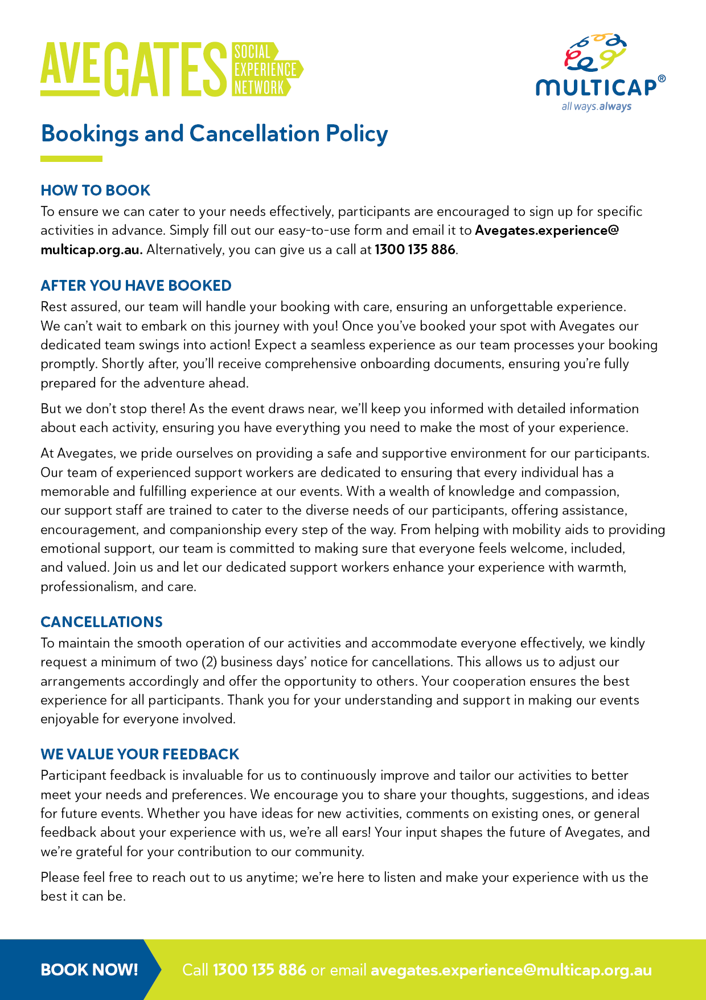 AVEGATES
SOCIAL
EXPERIENCE
NETWORK
MULTICAP®
all ways.always
Bookings and Cancellation Policy
HOW TO BOOK
To ensure we can cater to your needs effectively, participants are encouraged to sign up for specific
activities in advance. Simply fill out our easy-to-use form and email it to Avegates.experience@
multicap.org.au. Alternatively, you can give us a call at 1300 135 886.
AFTER YOU HAVE BOOKED
Rest assured, our team will handle your booking with care, ensuring an unforgettable experience.
We can’t wait to embark on this journey with you! Once you’ve booked your spot with Avegates our
dedicated team swings into action! Expect a seamless experience as our team processes your booking
promptly. Shortly after, you’ll receive comprehensive onboarding documents, ensuring you’re fully
prepared for the adventure ahead.
But we don’t stop there! As the event draws near, we’ll keep you informed with detailed information
about each activity, ensuring you have everything you need to make the most of your experience.
At Avegates, we pride ourselves on providing a safe and supportive environment for our participants.
Our team of experienced support workers are dedicated to ensuring that every individual has a
memorable and fulfilling experience at our events. With a wealth of knowledge and compassion,
our support staff are trained to cater to the diverse needs of our participants, offering assistance,
encouragement, and companionship every step of the way. From helping with mobility aids to providing
emotional support, our team is committed to making sure that everyone feels welcome, included,
and valued. Join us and let our dedicated support workers enhance your experience with warmth,
professionalism, and care.
CANCELLATIONS
To maintain the smooth operation of our activities and accommodate everyone effectively, we kindly
request a minimum of two (2) business days’ notice for cancellations. This allows us to adjust our
arrangements accordingly and offer the opportunity to others. Your cooperation ensures the best
experience for all participants. Thank you for your understanding and support in making our events
enjoyable for everyone involved.
WE VALUE YOUR FEEDBACK
Participant feedback is invaluable for us to continuously improve and tailor our activities to better
meet your needs and preferences. We encourage you to share your thoughts, suggestions, and ideas
for future events. Whether you have ideas for new activities, comments on existing ones, or general
feedback about your experience with us, we’re all ears! Your input shapes the future of Avegates, and
we’re grateful for your contribution to our community.
Please feel free to reach out to us anytime; we’re here to listen and make your experience with us the
best it can be.
BOOK NOW! Call 1300 135 886 or email avegates.experience@multicap.org.au